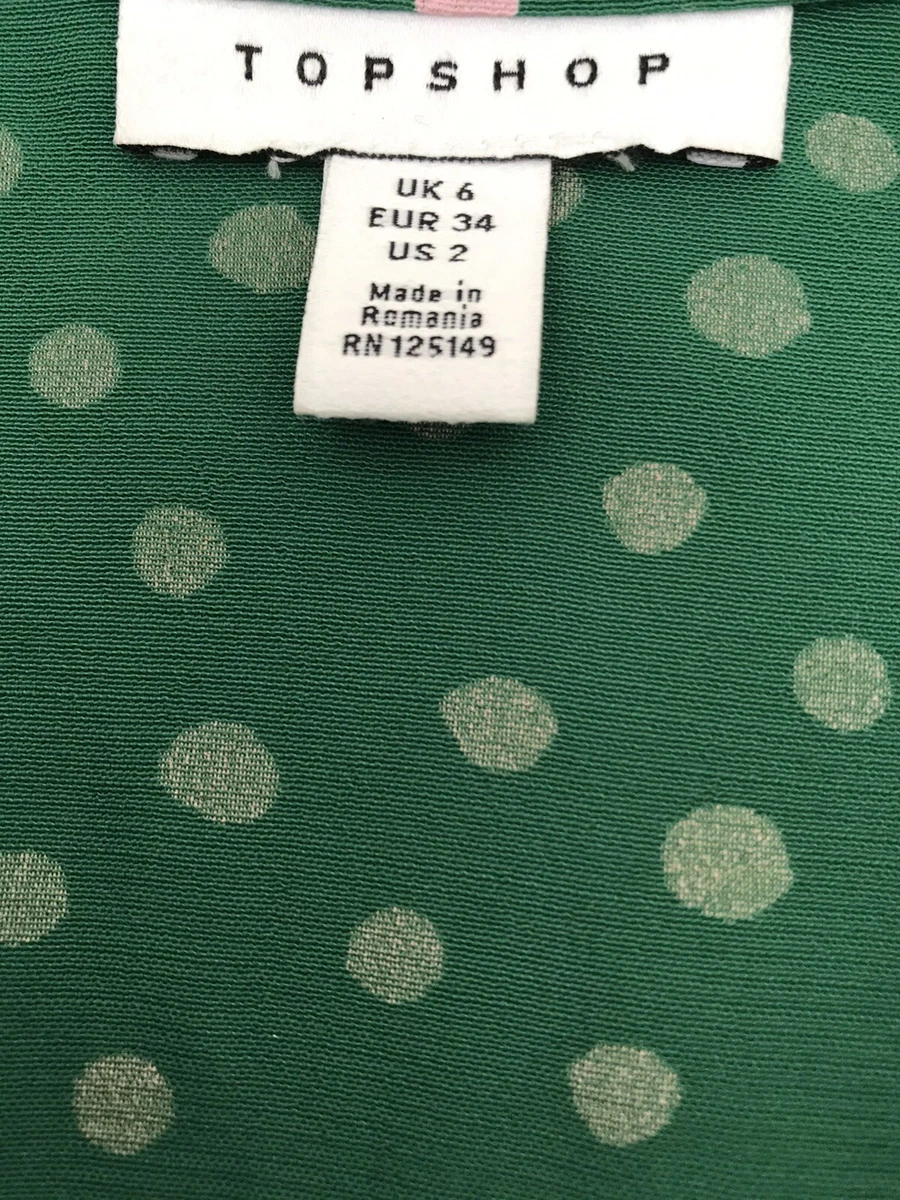 TOPSHOP
UK 6
EUR 34
US 2
Made in
Romania
RN 125149